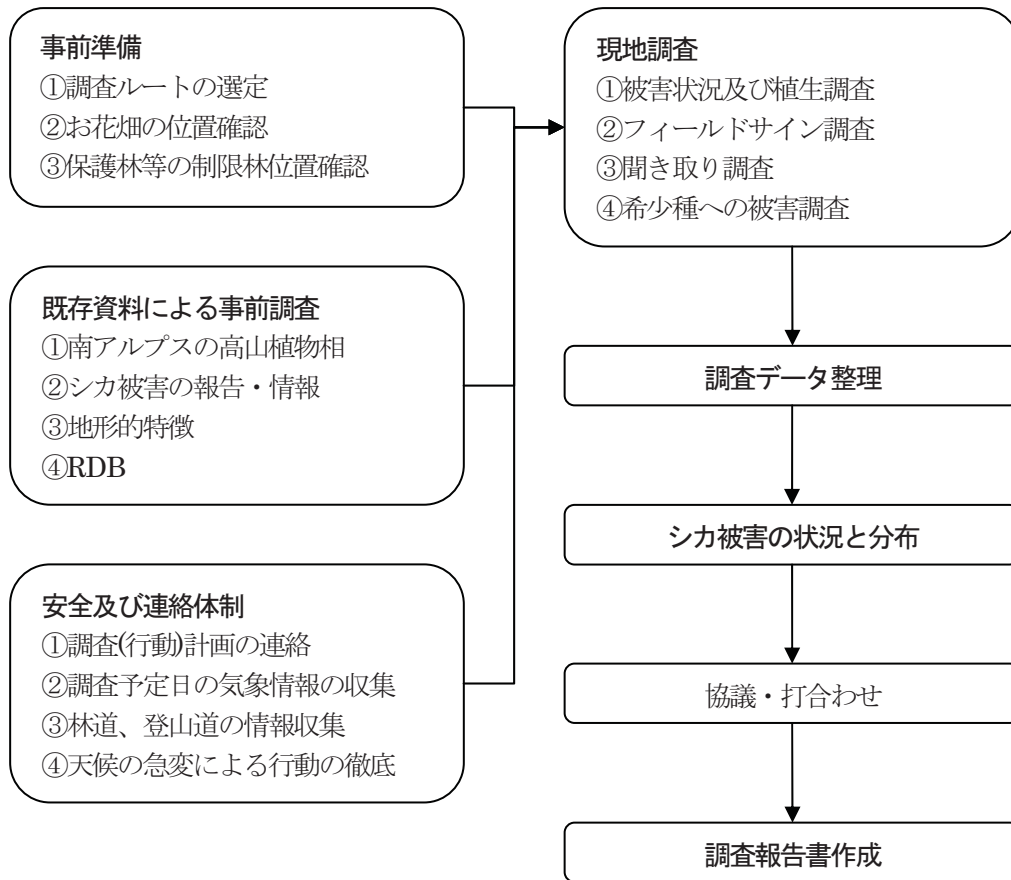 事前準備
①調査ルートの選定
②お花畑の位置確認
③保護林等の制限林位置確認
既存資料による事前調査
①南アルプスの高山植物相
②シカ被害の報告・情報
③地形的特徴
④RDB
安全及び連絡体制
①調査(行動)計画の連絡
②調査予定日の気象情報の収集
③林道、登山道の情報収集
④天候の急変による行動の徹底
現地調査
①被害状況及び植生調査
②フィールドサイン調査
③聞き取り調査
④希少種への被害調査
調査データ整理
シカ被害の状況と分布
協議・打合わせ
調査報告書作成